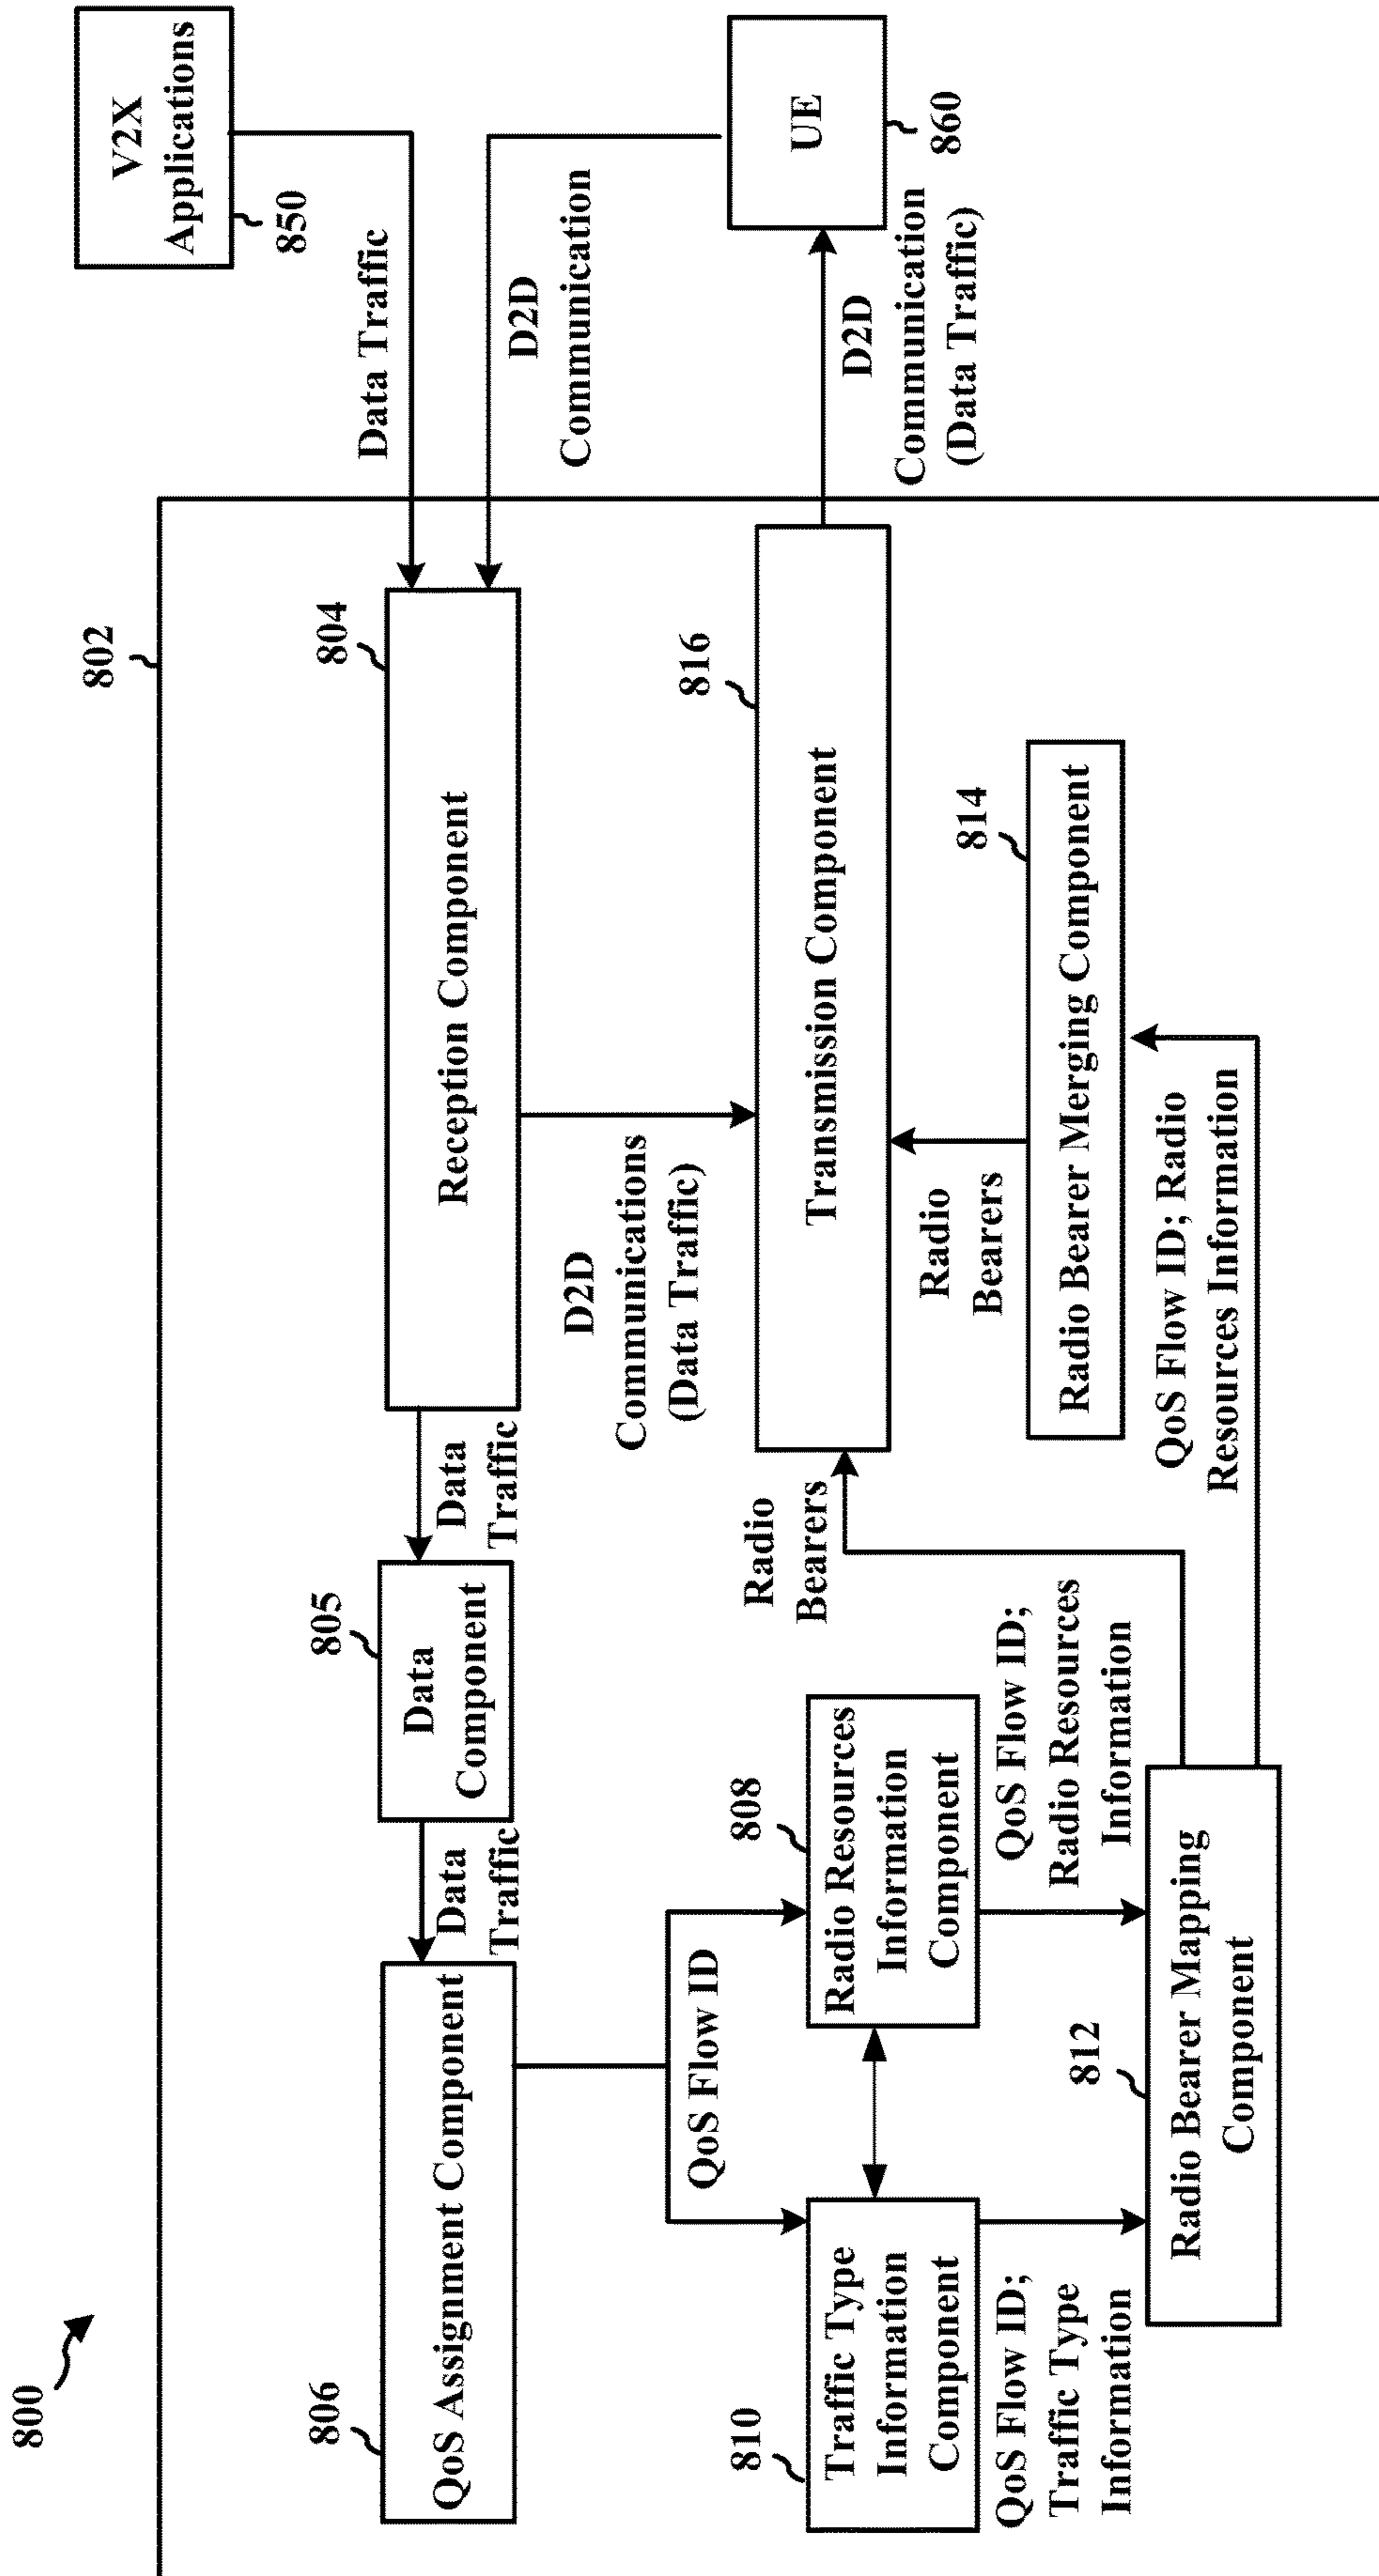 800
802
V2X
Applications
850
Data Traffic
D2D
Communication
UE
860
D2D
Communication
(Data Traffic)
806
QoS Assignment Component
Data
Traffic
805
Data
Component
Data
Traffic
804
Reception Component
D2D
Communications
(Data Traffic)
816
Transmission Component
QoS Flow ID
810
Traffic Type
Information
Component
808
Radio Resources
Information
Component
Radio
Bearers
Radio
Bearers
814
Radio Bearer Merging Component
QoS Flow ID;
Traffic Type
Information
QoS Flow ID;
Radio Resources
Information
QoS Flow ID; Radio
Resources Information
812
Radio Bearer Mapping
Component